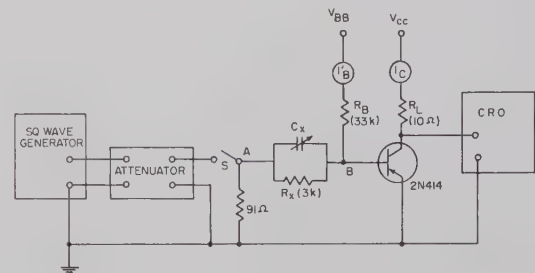 V_BB
V_CC
I'_B
I_C
R_B
(33k)
R_L
(10Ω)
CRO
SQ WAVE
GENERATOR
ATTENUATOR
S
A
C_x
R_x (3k)
B
91Ω
2N414